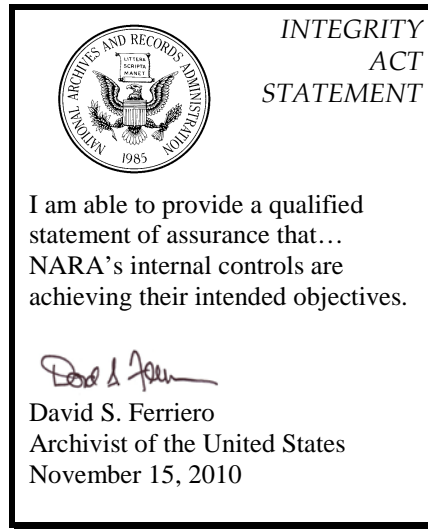 INTEGRITY
ACT
STATEMENT
NATIONAL ARCHIVES AND RECORDS ADMINISTRATION
LITTERA
SCRIPTA
MANET
1985
I am able to provide a qualified
statement of assurance that…
NARA’s internal controls are
achieving their intended objectives.
David S. Ferriero
Archivist of the United States
November 15, 2010